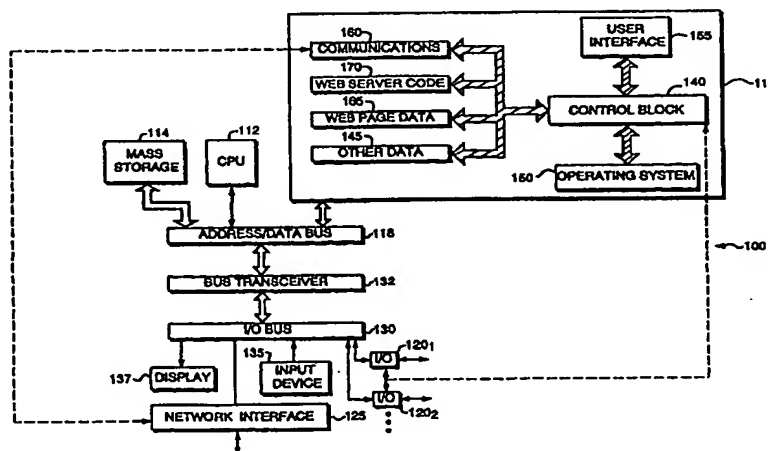 160
COMMUNICATIONS
170
WEB SERVER CODE
165
WEB PAGE DATA
145
OTHER DATA
USER
INTERFACE
155
140
CONTROL BLOCK
150
OPERATING SYSTEM
11
114
MASS
STORAGE
112
CPU
ADDRESS/DATA BUS
118
100
BUS TRANSCEIVER
132
I/O BUS
130
137
DISPLAY
135
INPUT
DEVICE
I/O
120₁
I/O
120₂
NETWORK INTERFACE
125